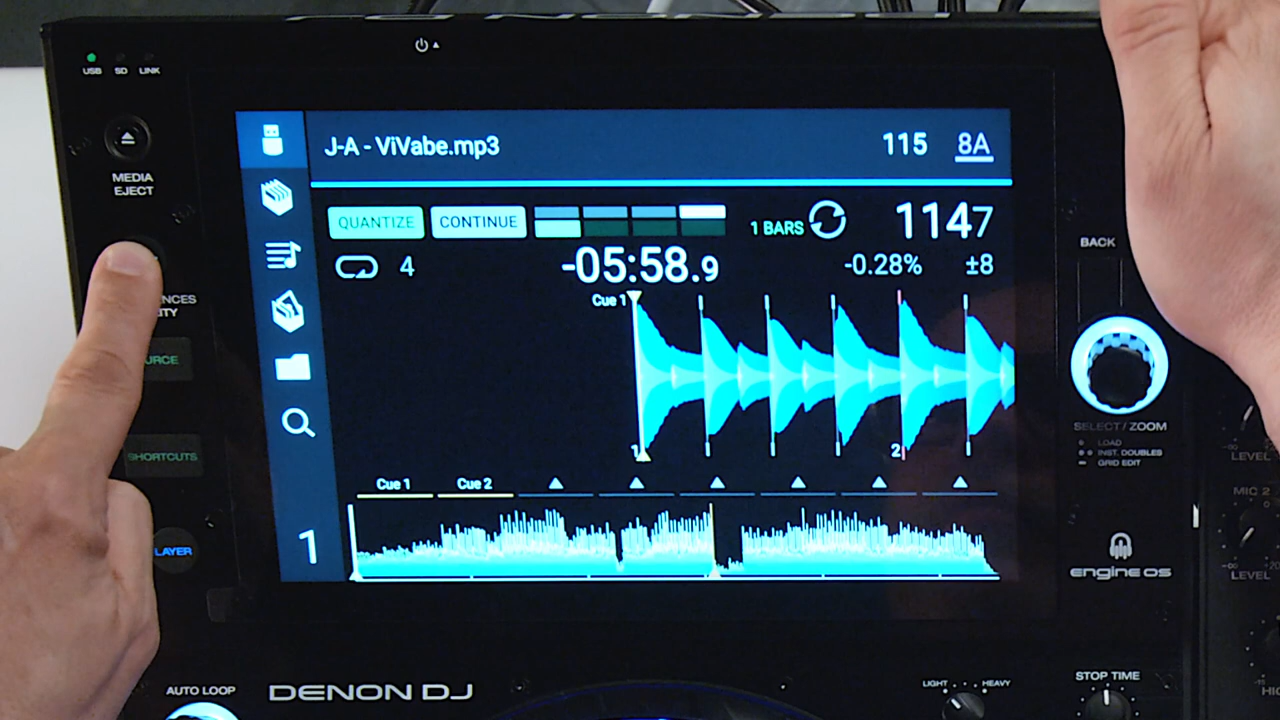 DENON DJ
USB SD LINK
MEDIA
EJECT
J-A - ViVabe.mp3 115 8A
QUANTIZE CONTINUE 1 BARS 1147
4 -05:58.9 -0.28% ±8
Cue 1
1 2
Cue 1 Cue 2
1
SHORTCUTS
LAYER
BACK
SELECT / ZOOM
LOAD
INST. DOUBLES
GRID EDIT
engine os
LEVEL
MIC 2
LEVEL
AUTO LOOP
DENON DJ
LIGHT HEAVY
STOP TIME